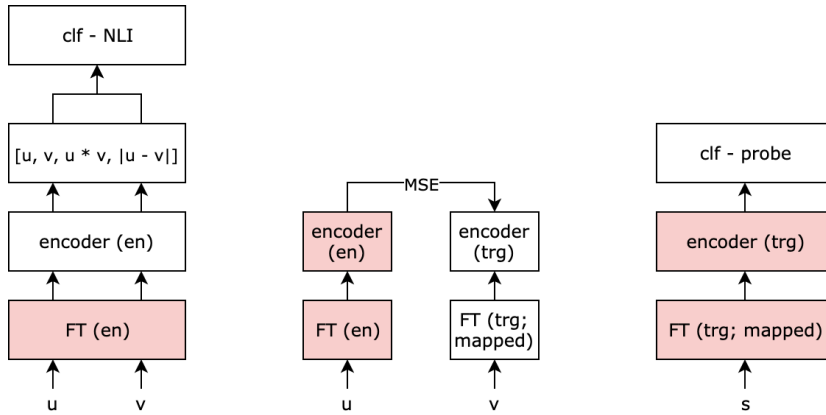 clf - NLI
[u, v, u * v, |u - v|]
encoder (en)
FT (en)
u
v
MSE
encoder
(en)
FT (en)
u
encoder
(trg)
FT (trg;
mapped)
v
clf - probe
encoder (trg)
FT (trg; mapped)
s